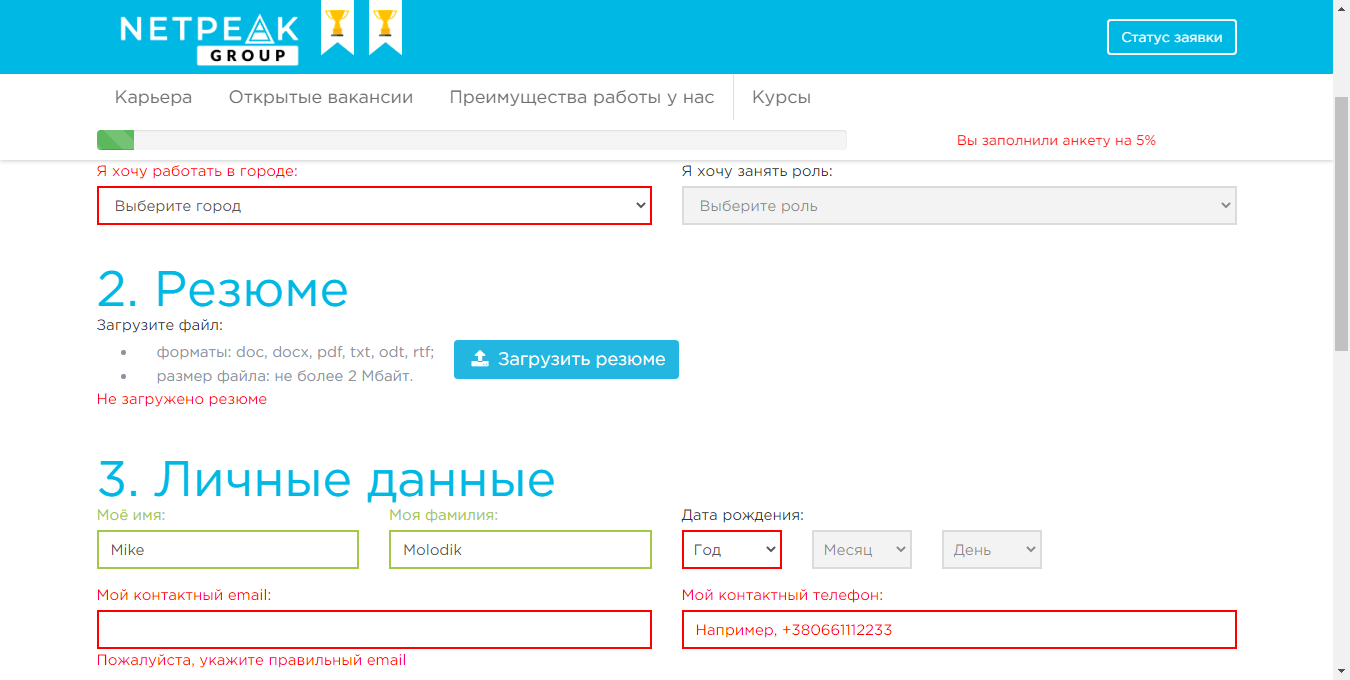 NETPEAK
GROUP
Статус заявки
Карьера
Открытые вакансии
Преимущества работы у нас
Курсы
Вы заполнили анкету на 5%
Я хочу работать в городе:
Я хочу занять роль:
Выберите город
Выберите роль
2. Резюме
Загрузите файл:
форматы: doc, docx, pdf, txt, odt, rtf;
размер файла: не более 2 Мбайт.
Загрузить резюме
Не загружено резюме
3. Личные данные
Моё имя:
Моя фамилия:
Дата рождения:
Mike
Molodik
Год
Месяц
День
Мой контактный email:
Мой контактный телефон:
Например, +380661112233
Пожалуйста, укажите правильный email